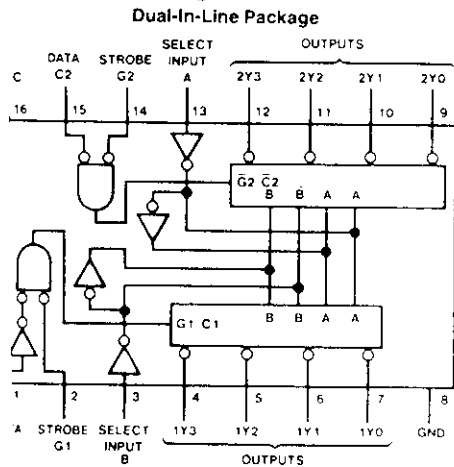 Dual-In-Line Package
DATA STROBE SELECT INPUT OUTPUTS
C C2 G2 A 2Y3 2Y2 2Y1 2Y0
16 15 14 13 12 11 10 9
G̅2 C̅2
B B A A
G1 C1 B B A A
1 2 3 4 5 6 7 8
STROBE G1 SELECT INPUT B 1Y3 1Y2 1Y1 1Y0 GND
OUTPUTS